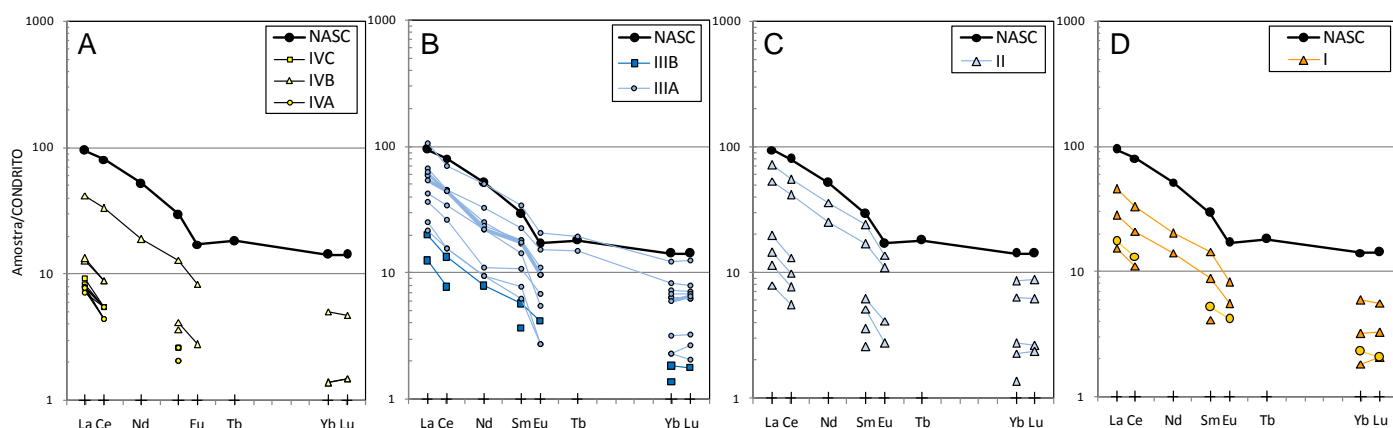 Amostra/CONDRITO
1000
100
10
1
A
NASC
IVC
IVB
IVA
La Ce Nd Eu Tb Yb Lu
1000
100
10
1
B
NASC
IIIB
IIIA
La Ce Nd Sm Eu Tb Yb Lu
1000
100
10
1
C
NASC
II
La Ce Nd Sm Eu Tb Yb Lu
1000
100
10
1
D
NASC
I
La Ce Nd Sm Eu Tb Yb Lu